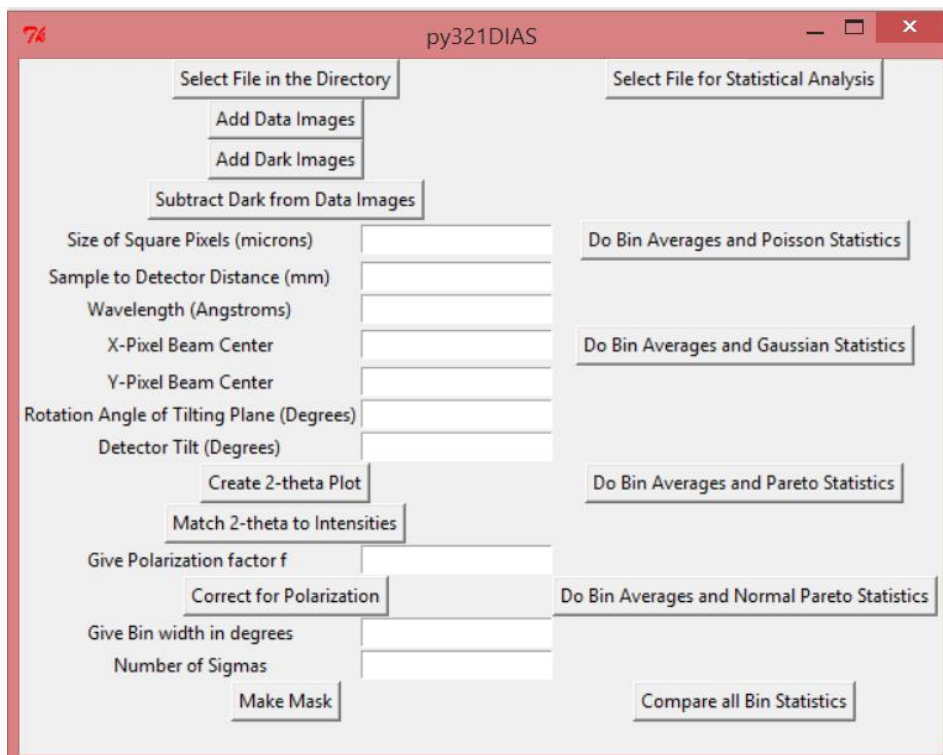 7k py321DIAS
Select File in the Directory
Select File for Statistical Analysis
Add Data Images
Add Dark Images
Subtract Dark from Data Images
Size of Square Pixels (microns)
Do Bin Averages and Poisson Statistics
Sample to Detector Distance (mm)
Wavelength (Angstroms)
X-Pixel Beam Center
Do Bin Averages and Gaussian Statistics
Y-Pixel Beam Center
Rotation Angle of Tilting Plane (Degrees)
Detector Tilt (Degrees)
Create 2-theta Plot
Do Bin Averages and Pareto Statistics
Match 2-theta to Intensities
Give Polarization factor f
Correct for Polarization
Do Bin Averages and Normal Pareto Statistics
Give Bin width in degrees
Number of Sigmas
Make Mask
Compare all Bin Statistics